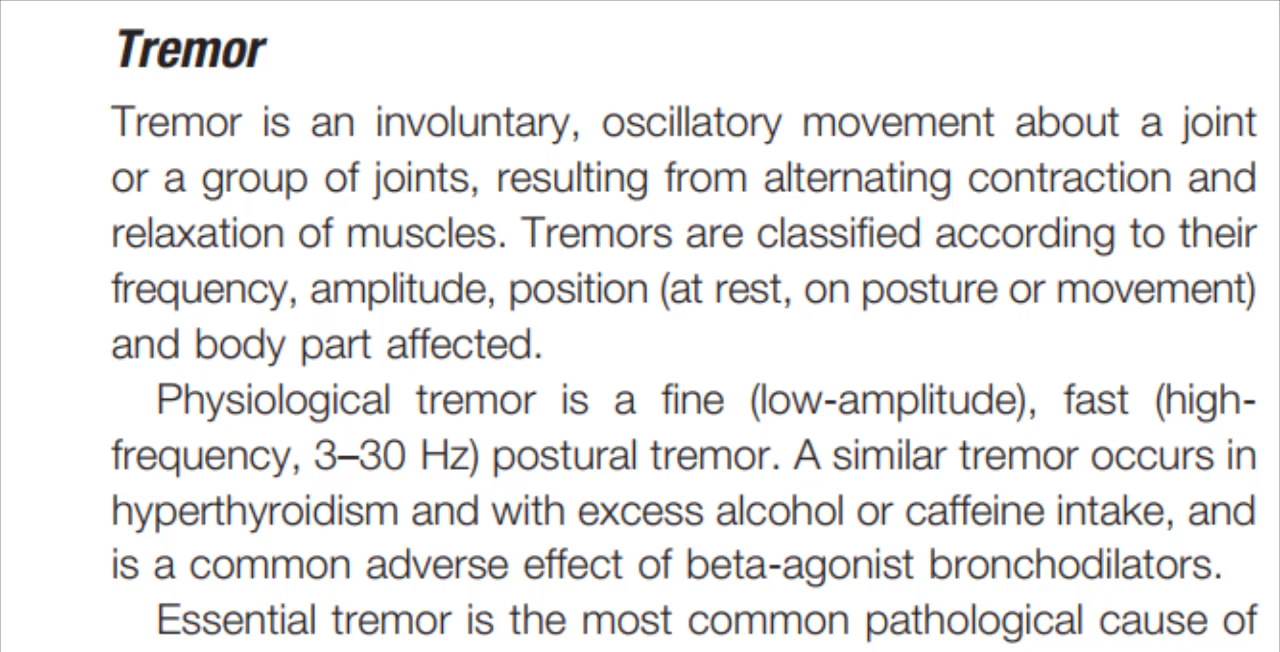 Tremor
Tremor is an involuntary, oscillatory movement about a joint
or a group of joints, resulting from alternating contraction and
relaxation of muscles. Tremors are classified according to their
frequency, amplitude, position (at rest, on posture or movement)
and body part affected.
Physiological tremor is a fine (low-amplitude), fast (high-
frequency, 3–30 Hz) postural tremor. A similar tremor occurs in
hyperthyroidism and with excess alcohol or caffeine intake, and
is a common adverse effect of beta-agonist bronchodilators.
Essential tremor is the most common pathological cause of